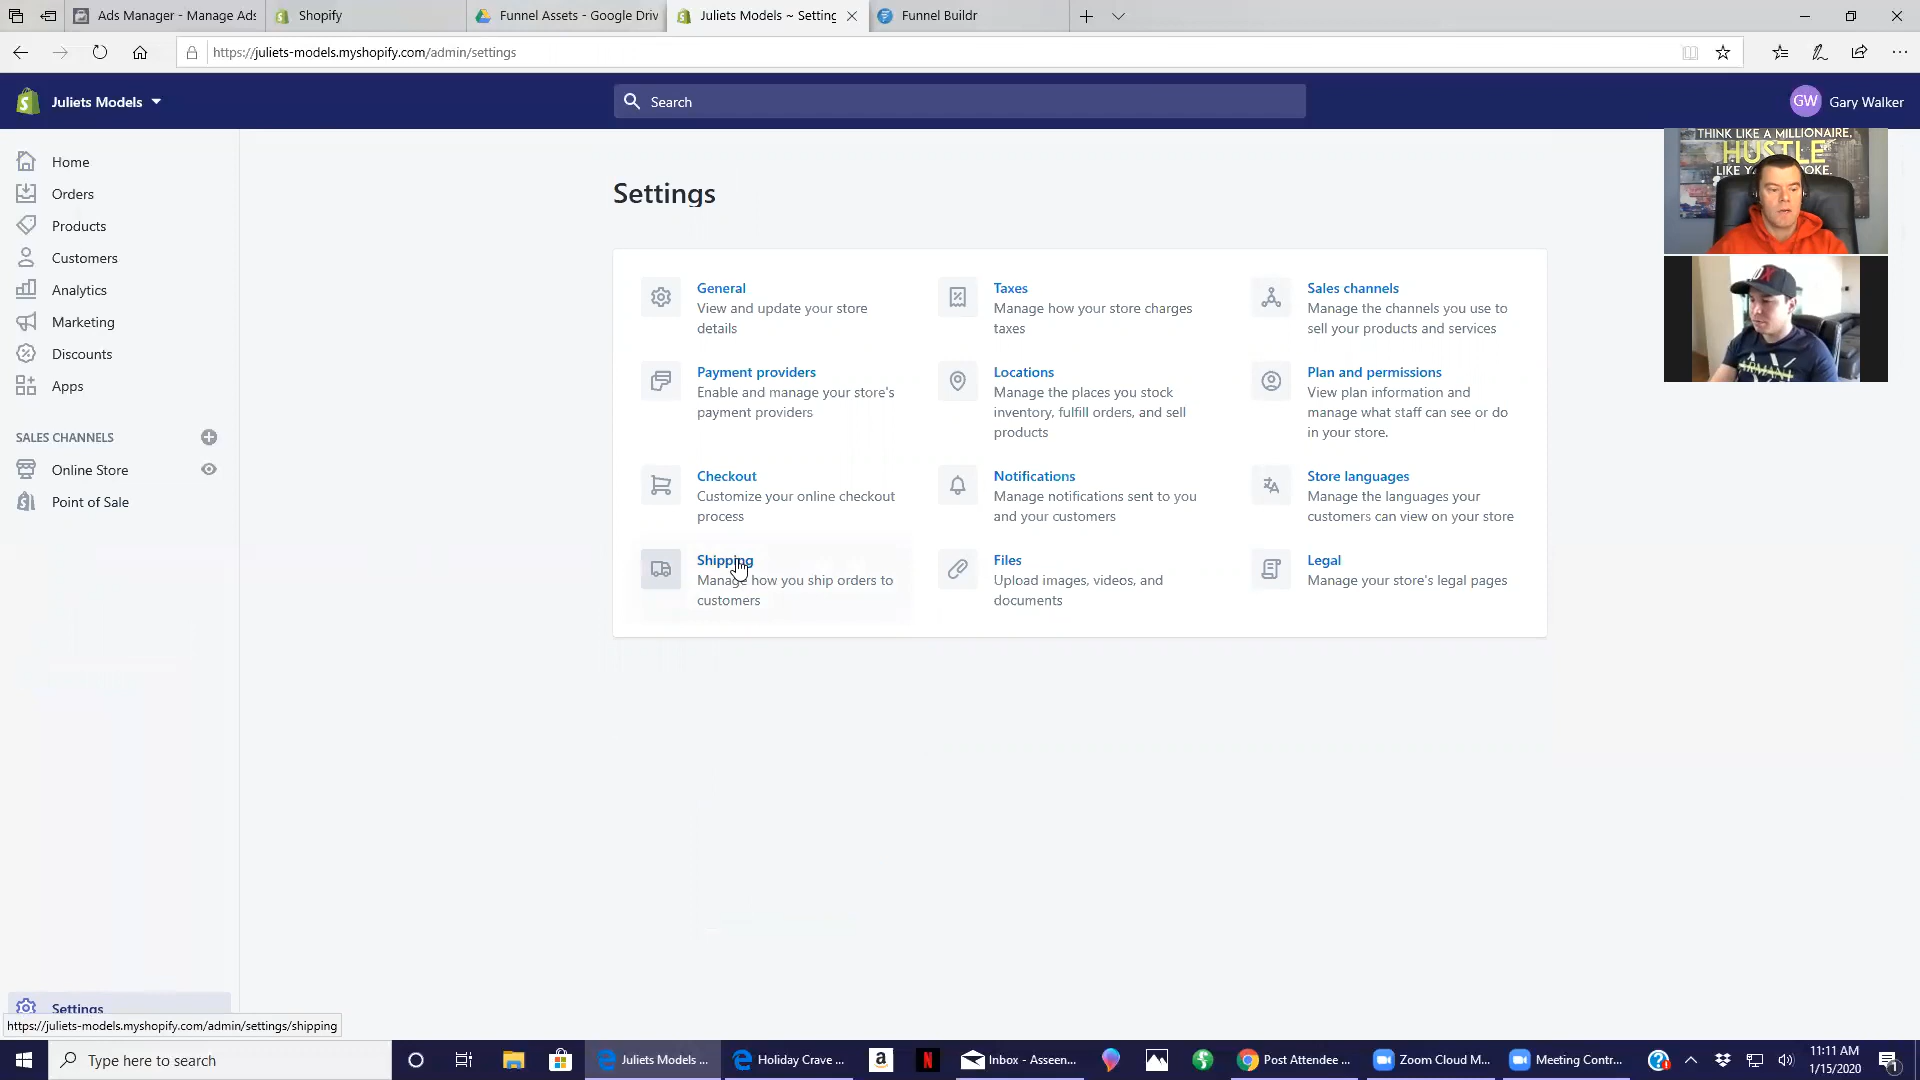 Ads Manager - Manage Ads
Shopify
Funnel Assets - Google Driv
Juliets Models ~ Setting
Funnel Buildr
https://juliets-models.myshopify.com/admin/settings
Juliets Models
Search
GW
Gary Walker
Home
Orders
Products
Customers
Analytics
Marketing
Discounts
Apps
SALES CHANNELS
Online Store
Point of Sale
Settings
Settings
General
View and update your store
details
Taxes
Manage how your store charges
taxes
Sales channels
Manage the channels you use to
sell your products and services
Payment providers
Enable and manage your store's
payment providers
Locations
Manage the places you stock
inventory, fulfill orders, and sell
products
Plan and permissions
View plan information and
manage what staff can see or do
in your store.
Checkout
Customize your online checkout
process
Notifications
Manage notifications sent to you
and your customers
Store languages
Manage the languages your
customers can view on your store
Shipping
Manage how you ship orders to
customers
Files
Upload images, videos, and
documents
Legal
Manage your store's legal pages
THINK LIKE A MILLIONAIRE,
HUSTLE
LIKE
https://juliets-models.myshopify.com/admin/settings/shipping
Type here to search
Juliets Models ...
Holiday Crave ...
Inbox - Asseen...
Post Attendee ...
Zoom Cloud M...
Meeting Contr...
11:11 AM
1/15/2020